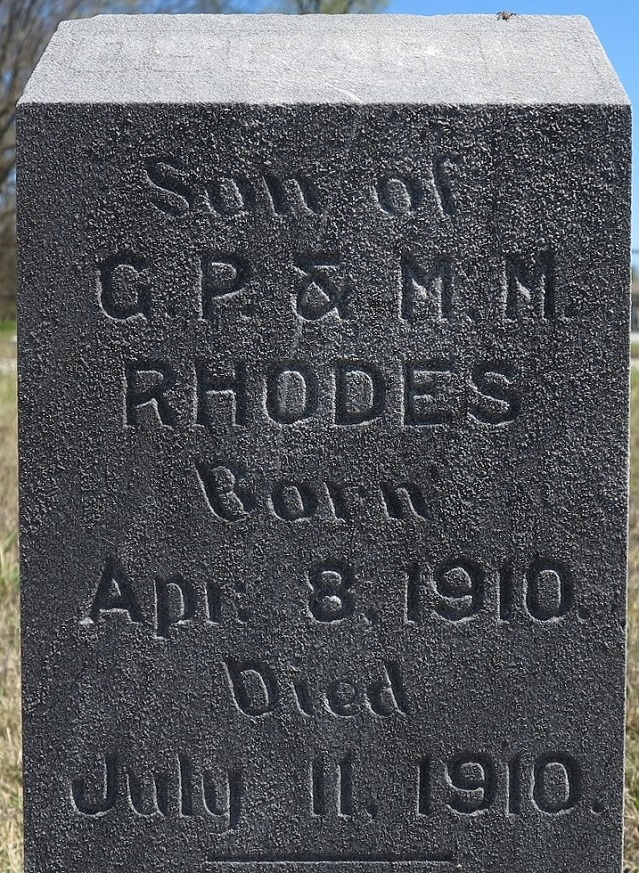 Son of
G. P. & M. M.
RHODES
Born
Apr. 8, 1910.
Died
July 11, 1910.